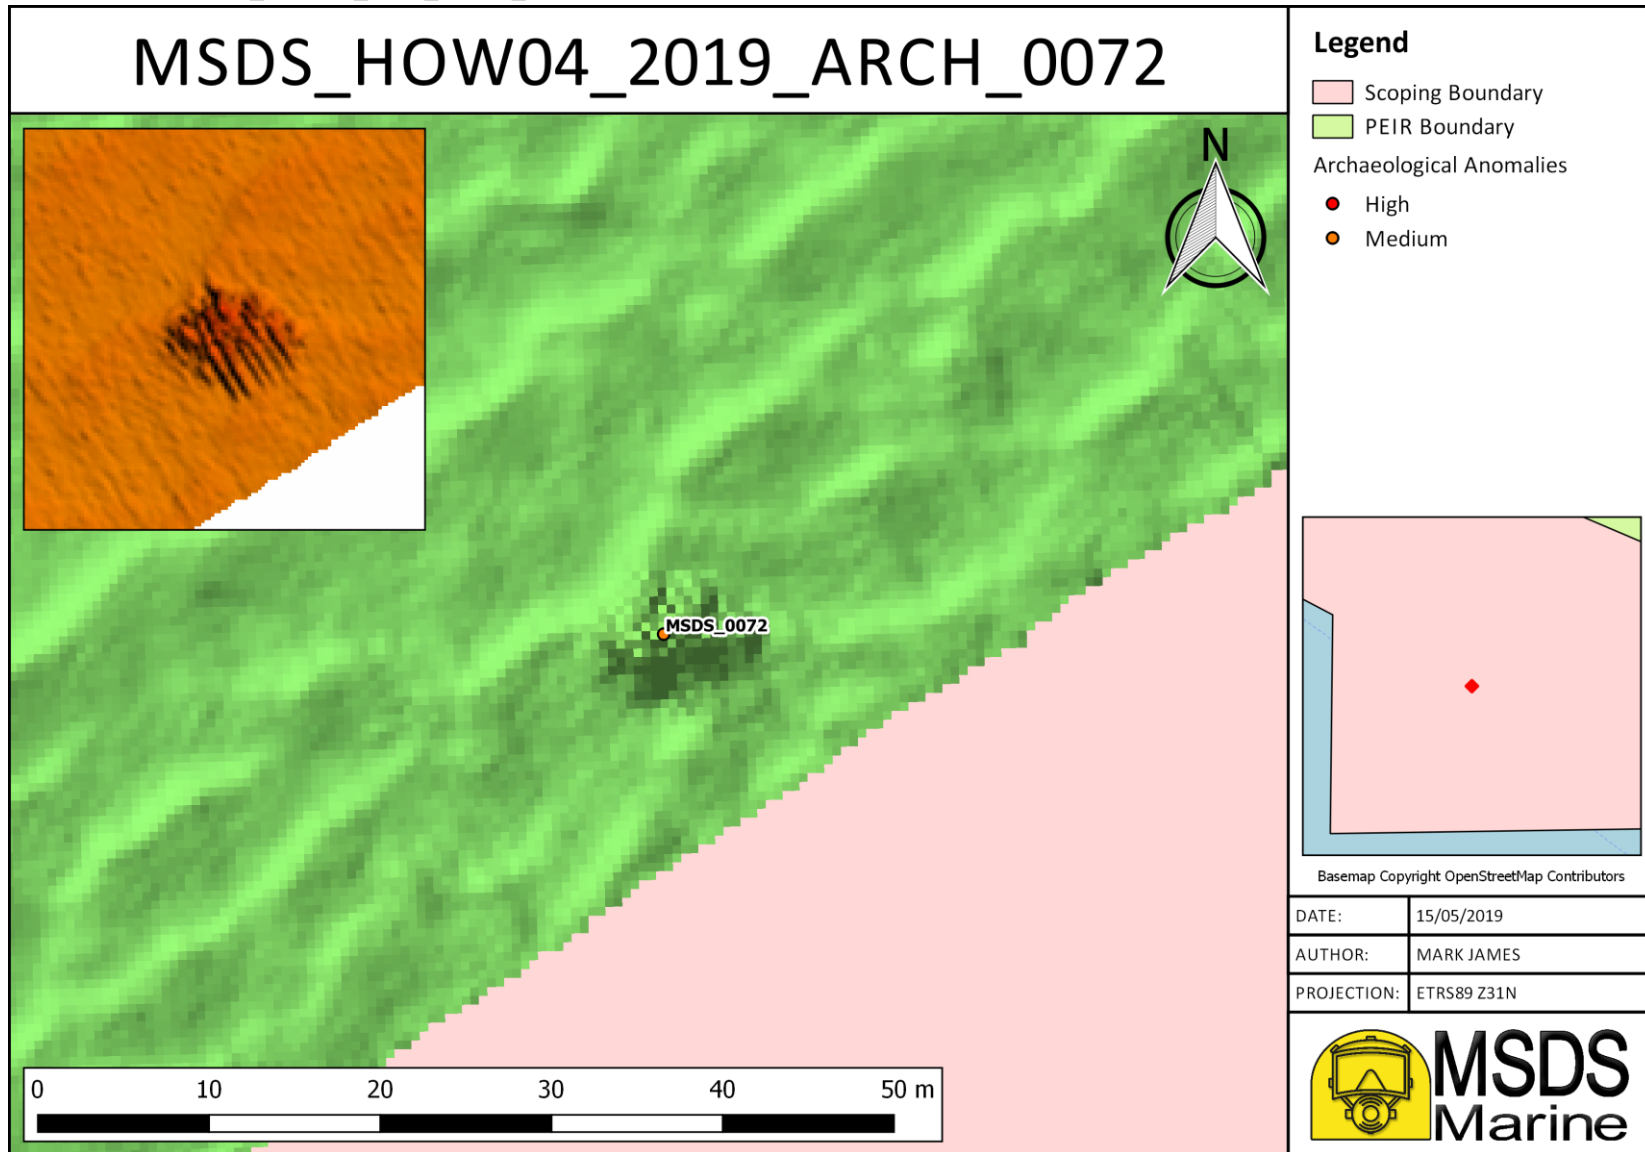 MSDS_HOW04_2019_ARCH_0072
N
MSDS_0072
0 10 20 30 40 50 m
Legend
Scoping Boundary
PEIR Boundary
Archaeological Anomalies
High
Medium
Basemap Copyright OpenStreetMap Contributors
DATE: 15/05/2019
AUTHOR: MARK JAMES
PROJECTION: ETRS89 Z31N
MSDS
Marine